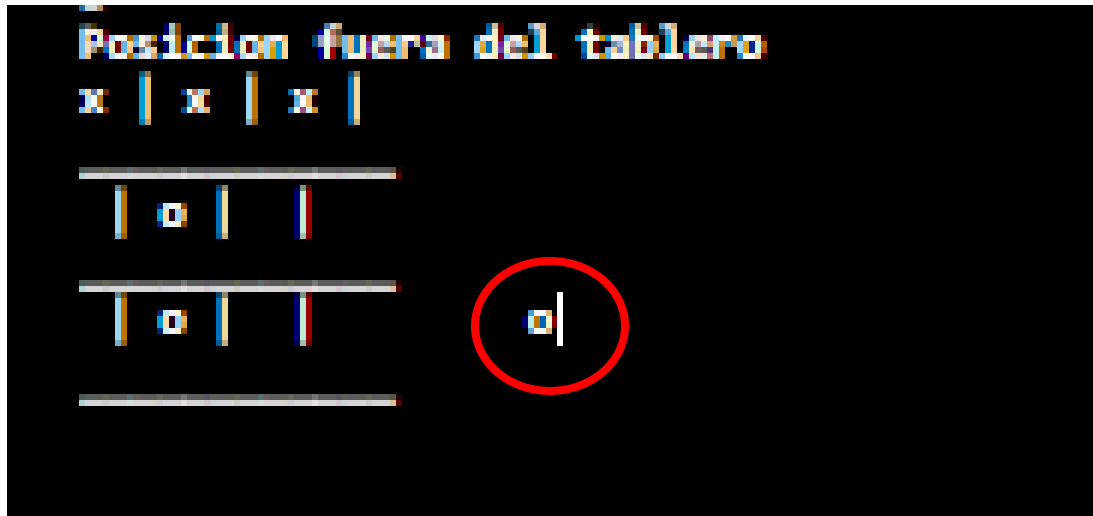 Posicion fuera del tablero
x | x | x |
| o | |
| o | | a